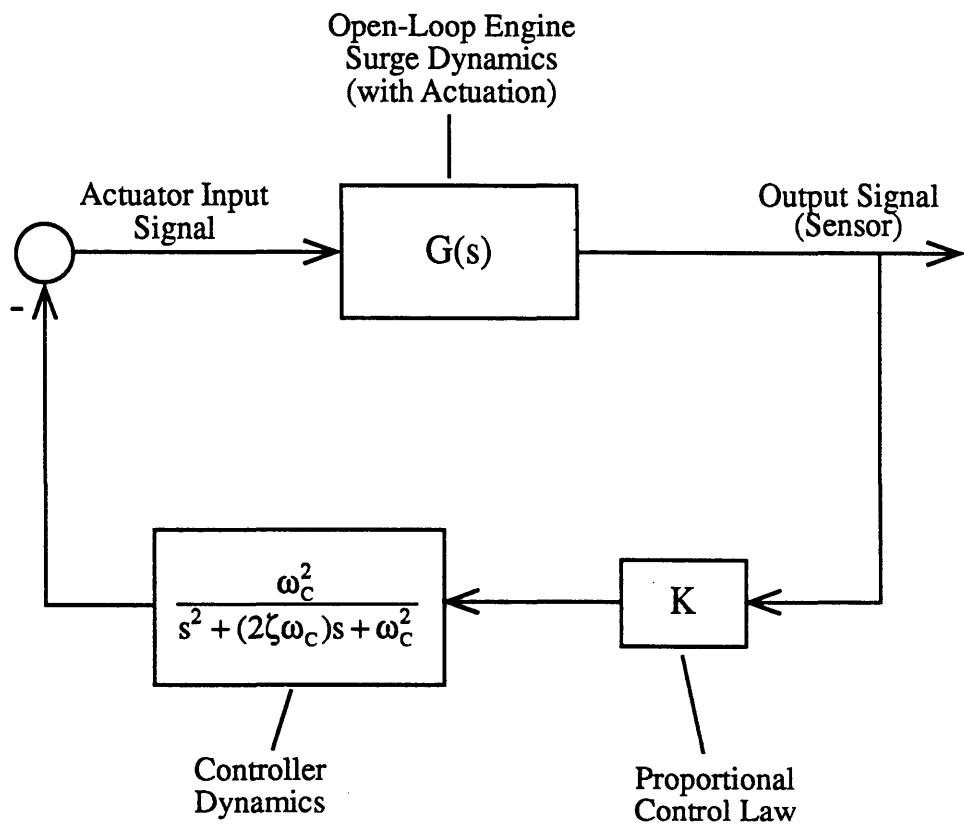 Open-Loop Engine
Surge Dynamics
(with Actuation)
Actuator Input
Signal
G(s)
Output Signal
(Sensor)
-
ω_C^2
s^2 + (2ζω_C)s + ω_C^2
K
Controller
Dynamics
Proportional
Control Law